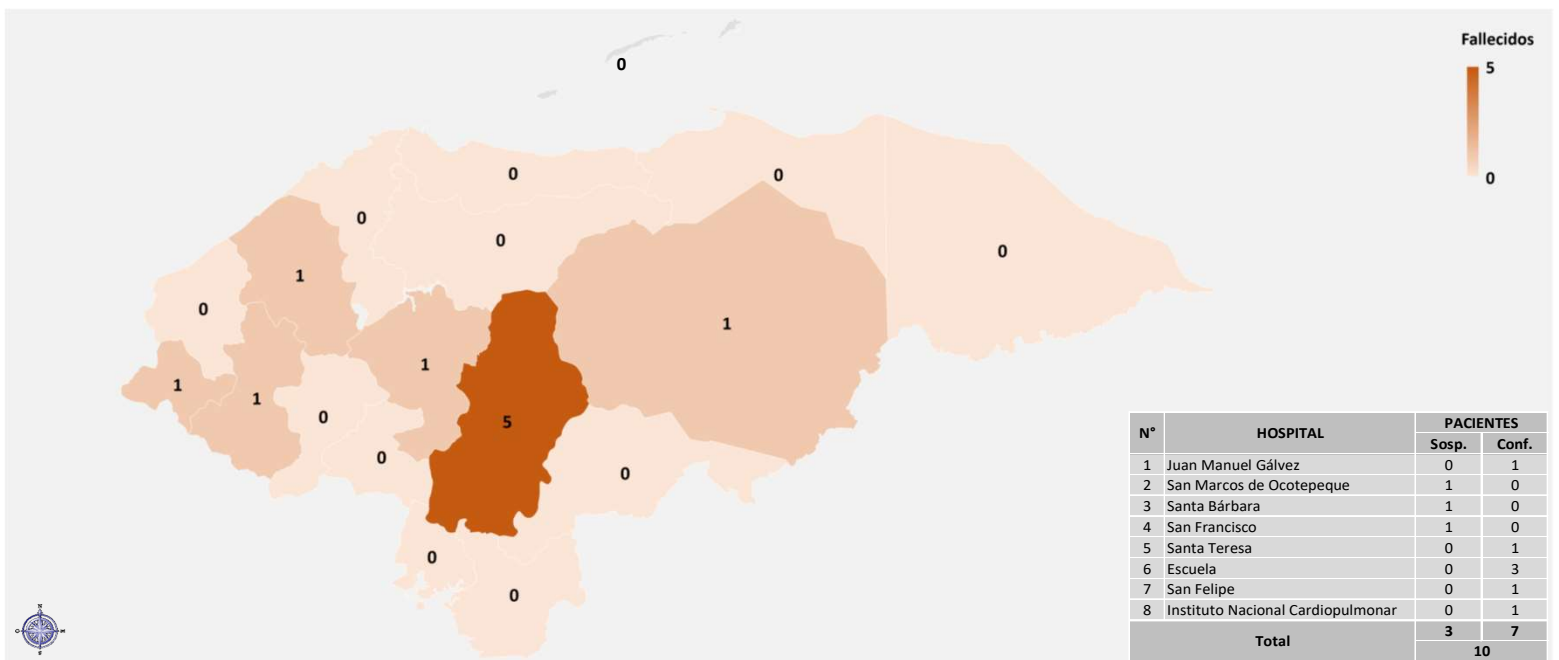 Fallecidos
5
0
0
0
0
0
0
0
1
0
1
1
1
1
0
5
0
0
0
0
N° HOSPITAL PACIENTES
Sosp. Conf.
1 Juan Manuel Gálvez 0 1
2 San Marcos de Ocotepeque 1 0
3 Santa Bárbara 1 0
4 San Francisco 1 0
5 Santa Teresa 0 1
6 Escuela 0 3
7 San Felipe 0 1
8 Instituto Nacional Cardiopulmonar 0 1
Total 3 7
10